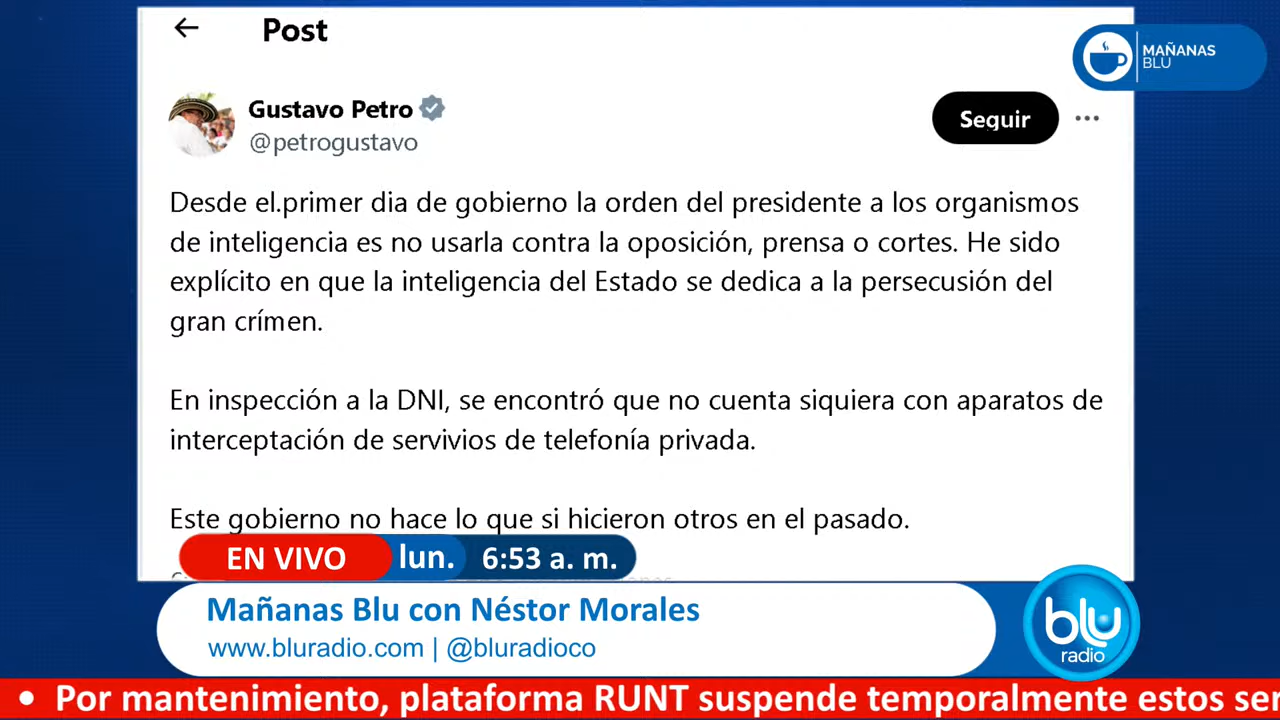 Post
MAÑANAS
BLU
Gustavo Petro
@petrogustavo
Seguir
Desde el.primer dia de gobierno la orden del presidente a los organismos
de inteligencia es no usarla contra la oposición, prensa o cortes. He sido
explícito en que la inteligencia del Estado se dedica a la persecusión del
gran crímen.
En inspección a la DNI, se encontró que no cuenta siquiera con aparatos de
interceptación de servivios de telefonía privada.
Este gobierno no hace lo que si hicieron otros en el pasado.
EN VIVO lun. 6:53 a. m.
Mañanas Blu con Néstor Morales
www.bluradio.com | @bluradioco
blu
radio
• Por mantenimiento, plataforma RUNT suspende temporalmente estos ser